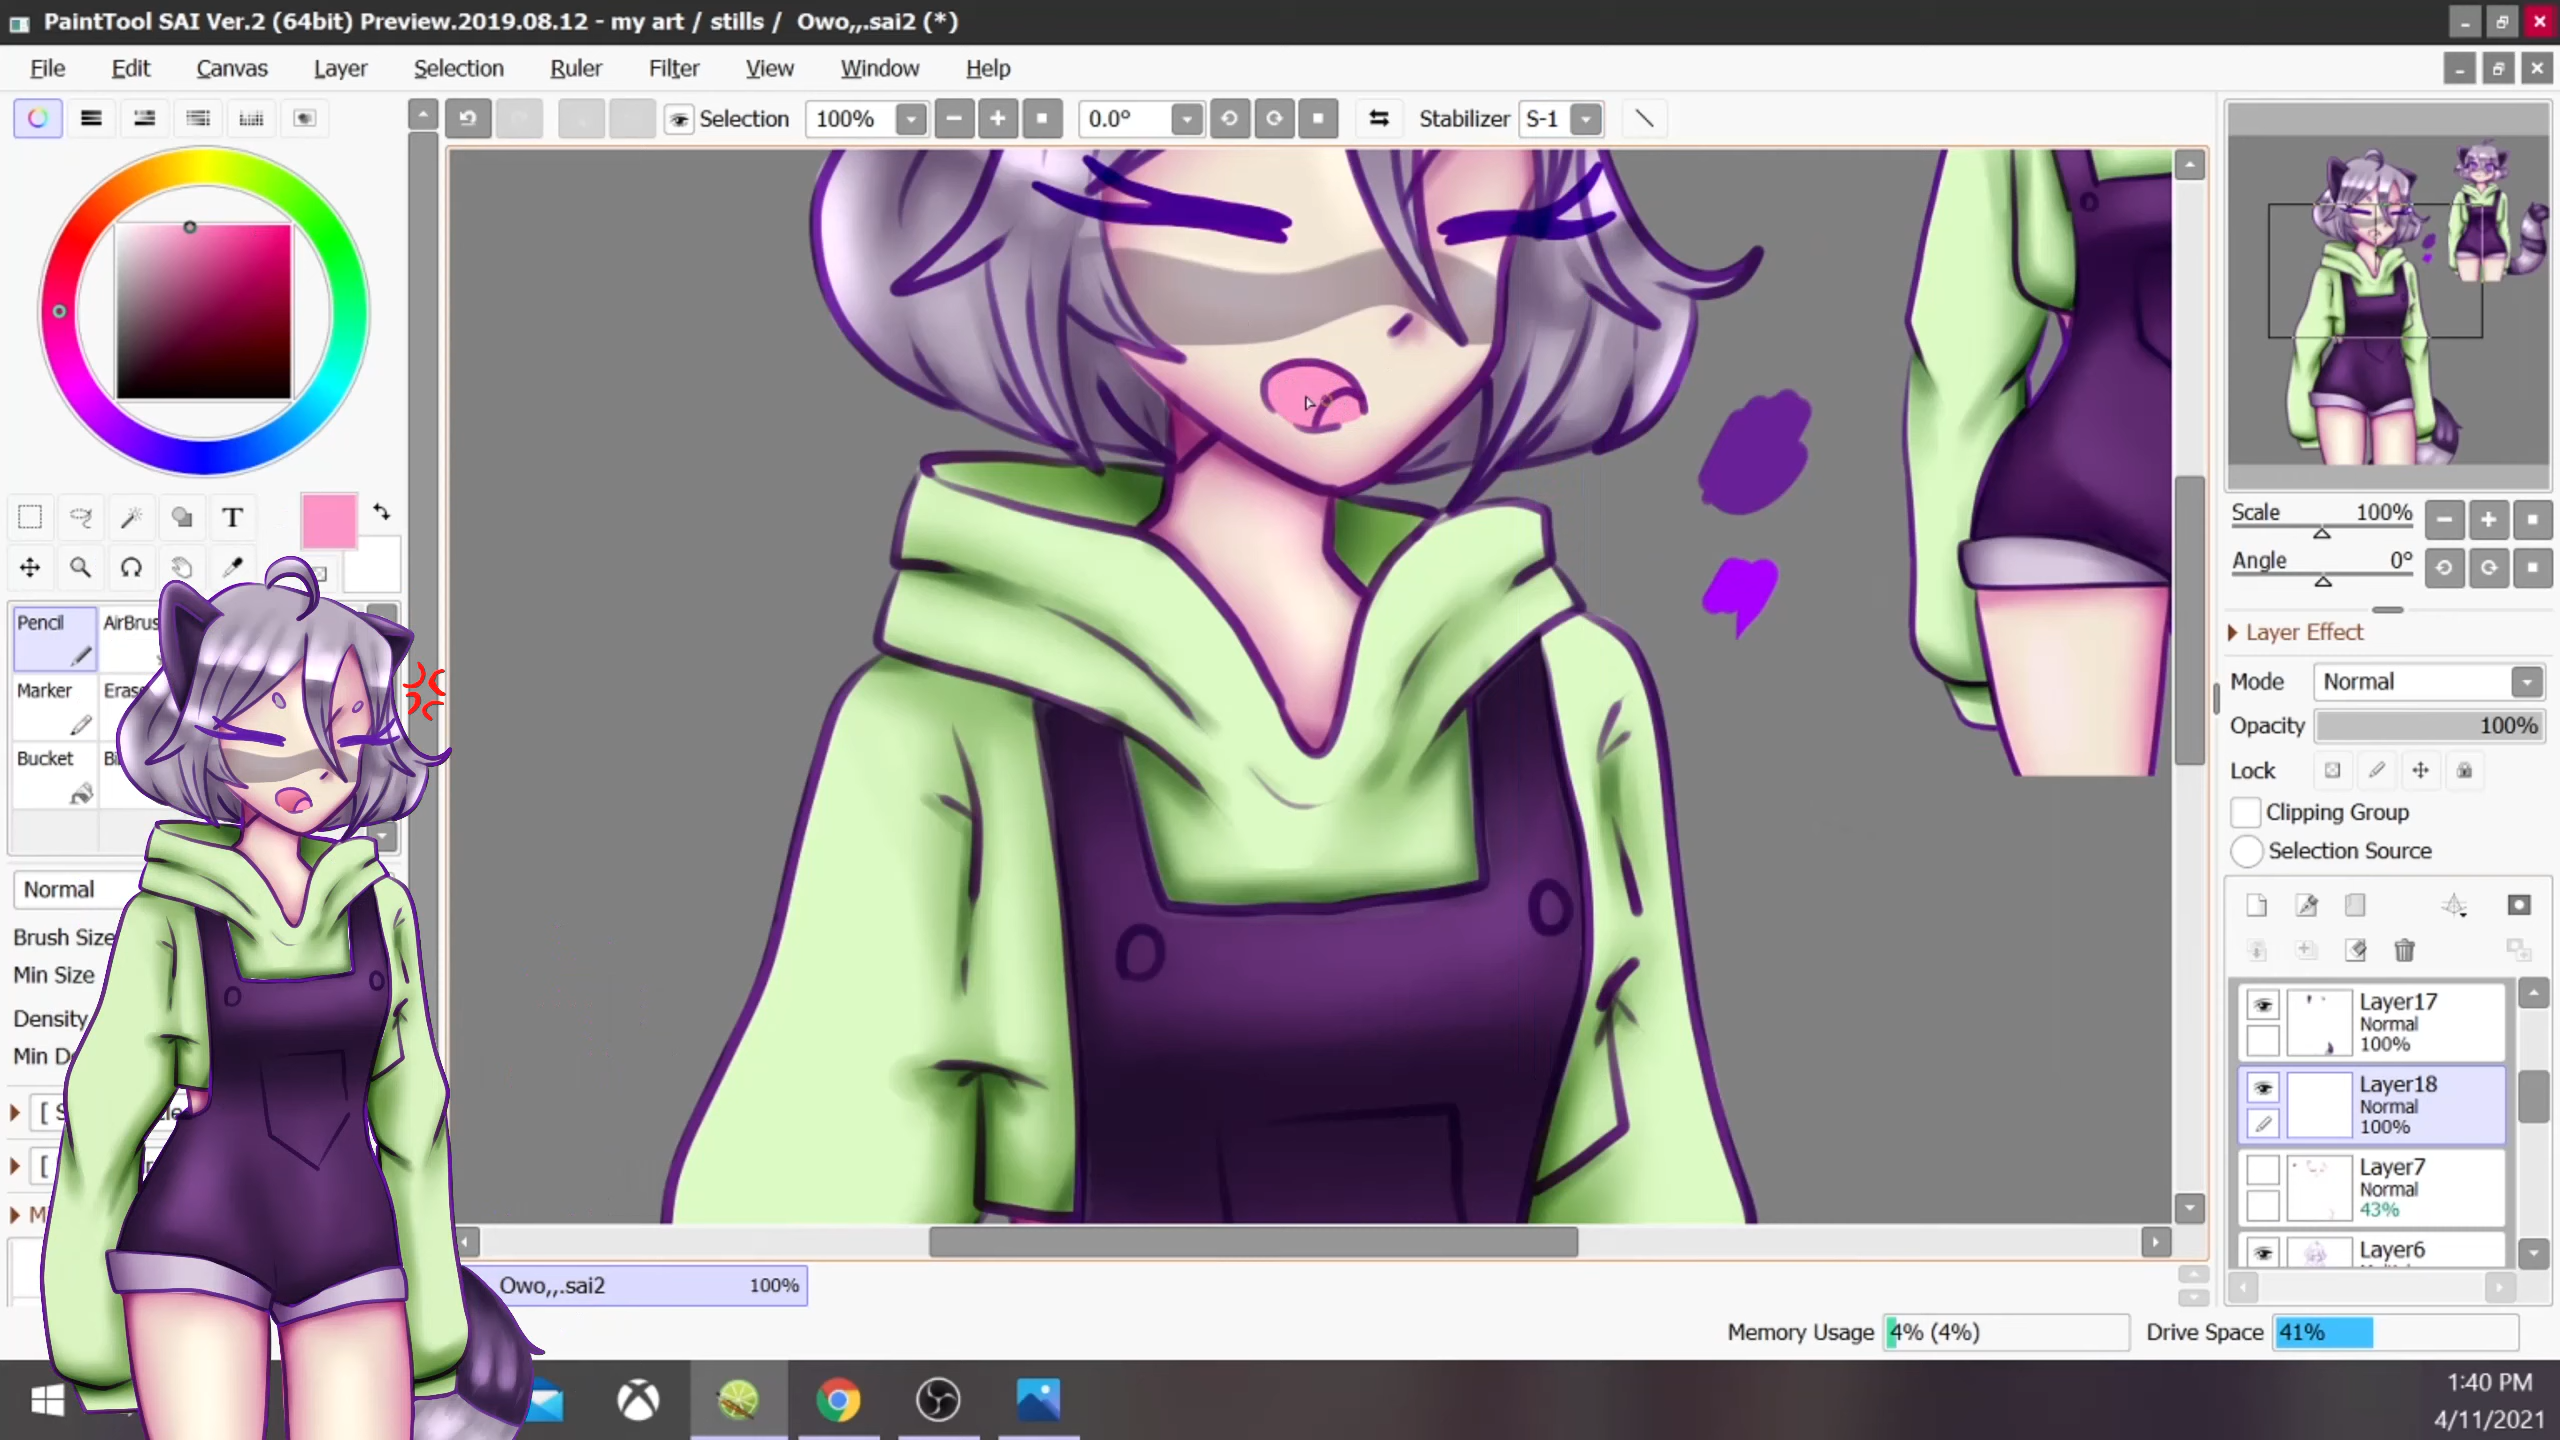 PaintTool SAI Ver.2 (64bit) Preview.2019.08.12 - my art / stills / Owo,,.sai2 (*)
File Edit Canvas Layer Selection Ruler Filter View Window Help
Selection 100% 0.0° Stabilizer S-1
T
Scale 100%
Angle 0°
Pencil AirBrus
Marker Eras
Bucket
Layer Effect
Mode Normal
Opacity 100%
Lock
Clipping Group
Selection Source
Normal
Brush Size
Min Size
Density
Min D
Layer17
Normal
100%
Layer18
Normal
100%
Layer7
Normal
43%
Layer6
Owo,,.sai2 100%
Memory Usage 4% (4%) Drive Space 41%
1:40 PM
4/11/2021